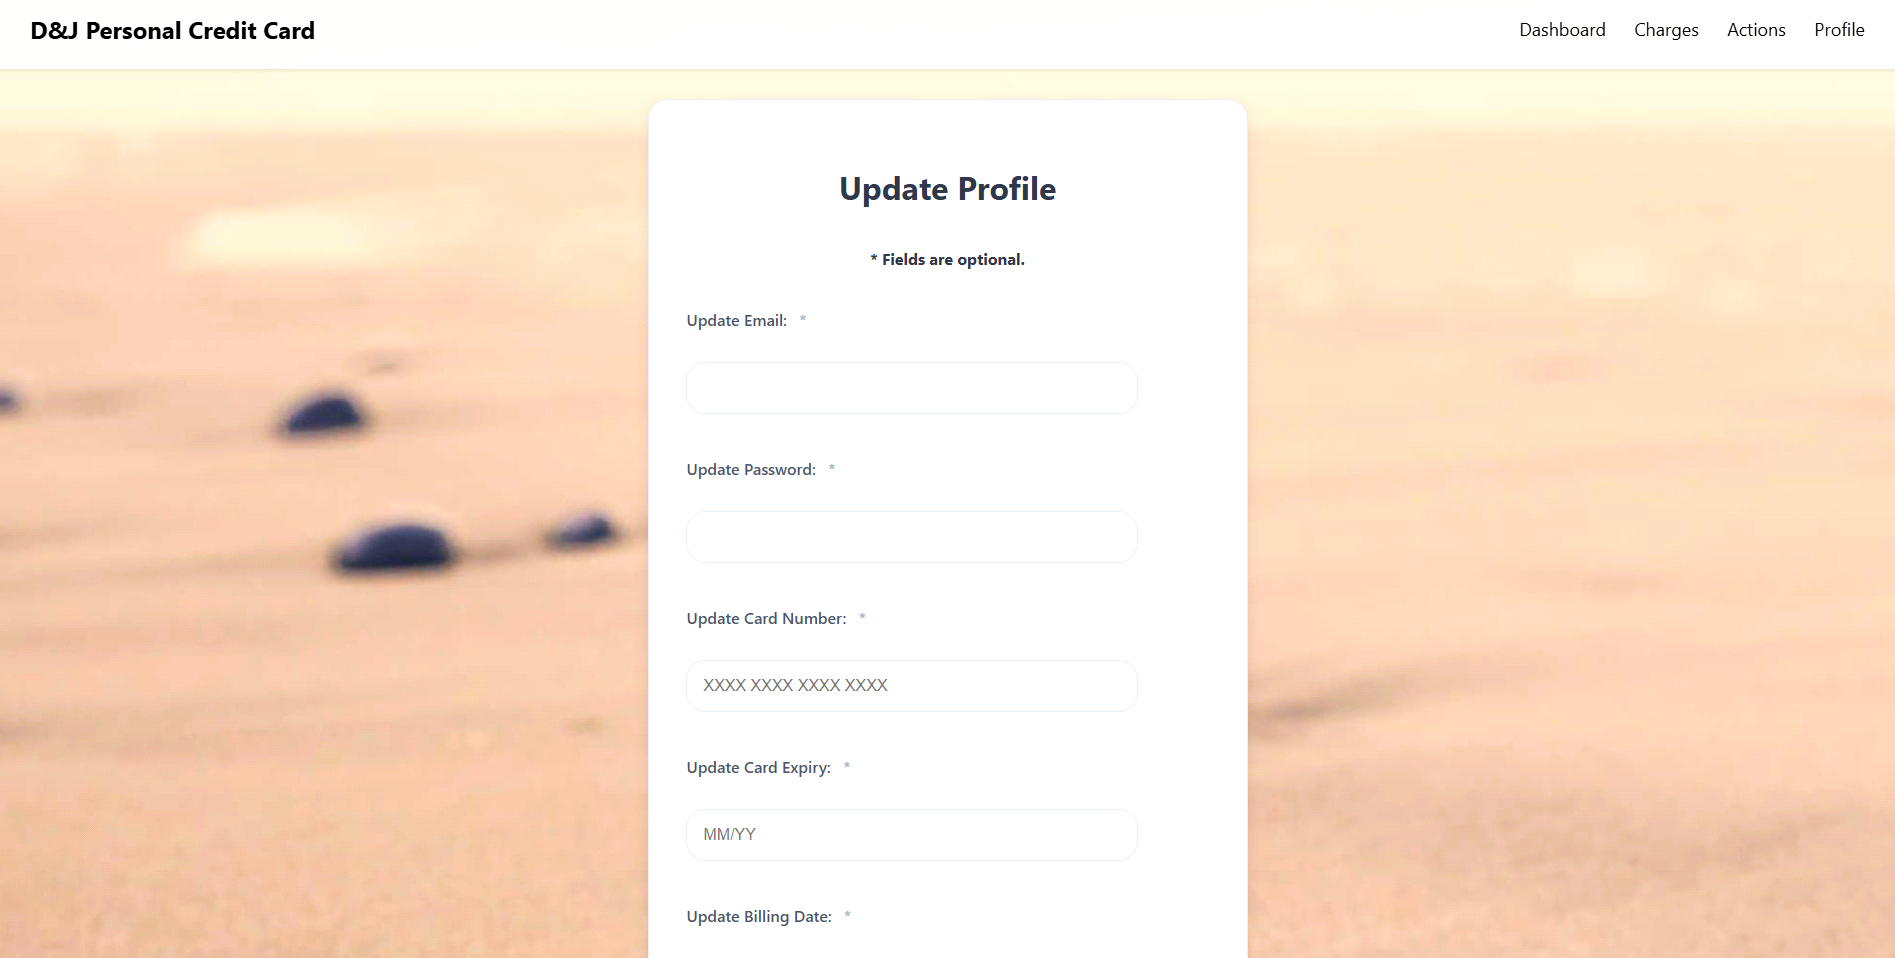 D&J Personal Credit Card
Dashboard Charges Actions Profile
Update Profile
* Fields are optional.
Update Email: *
Update Password: *
Update Card Number: *
XXXX XXXX XXXX XXXX
Update Card Expiry: *
MM/YY
Update Billing Date: *